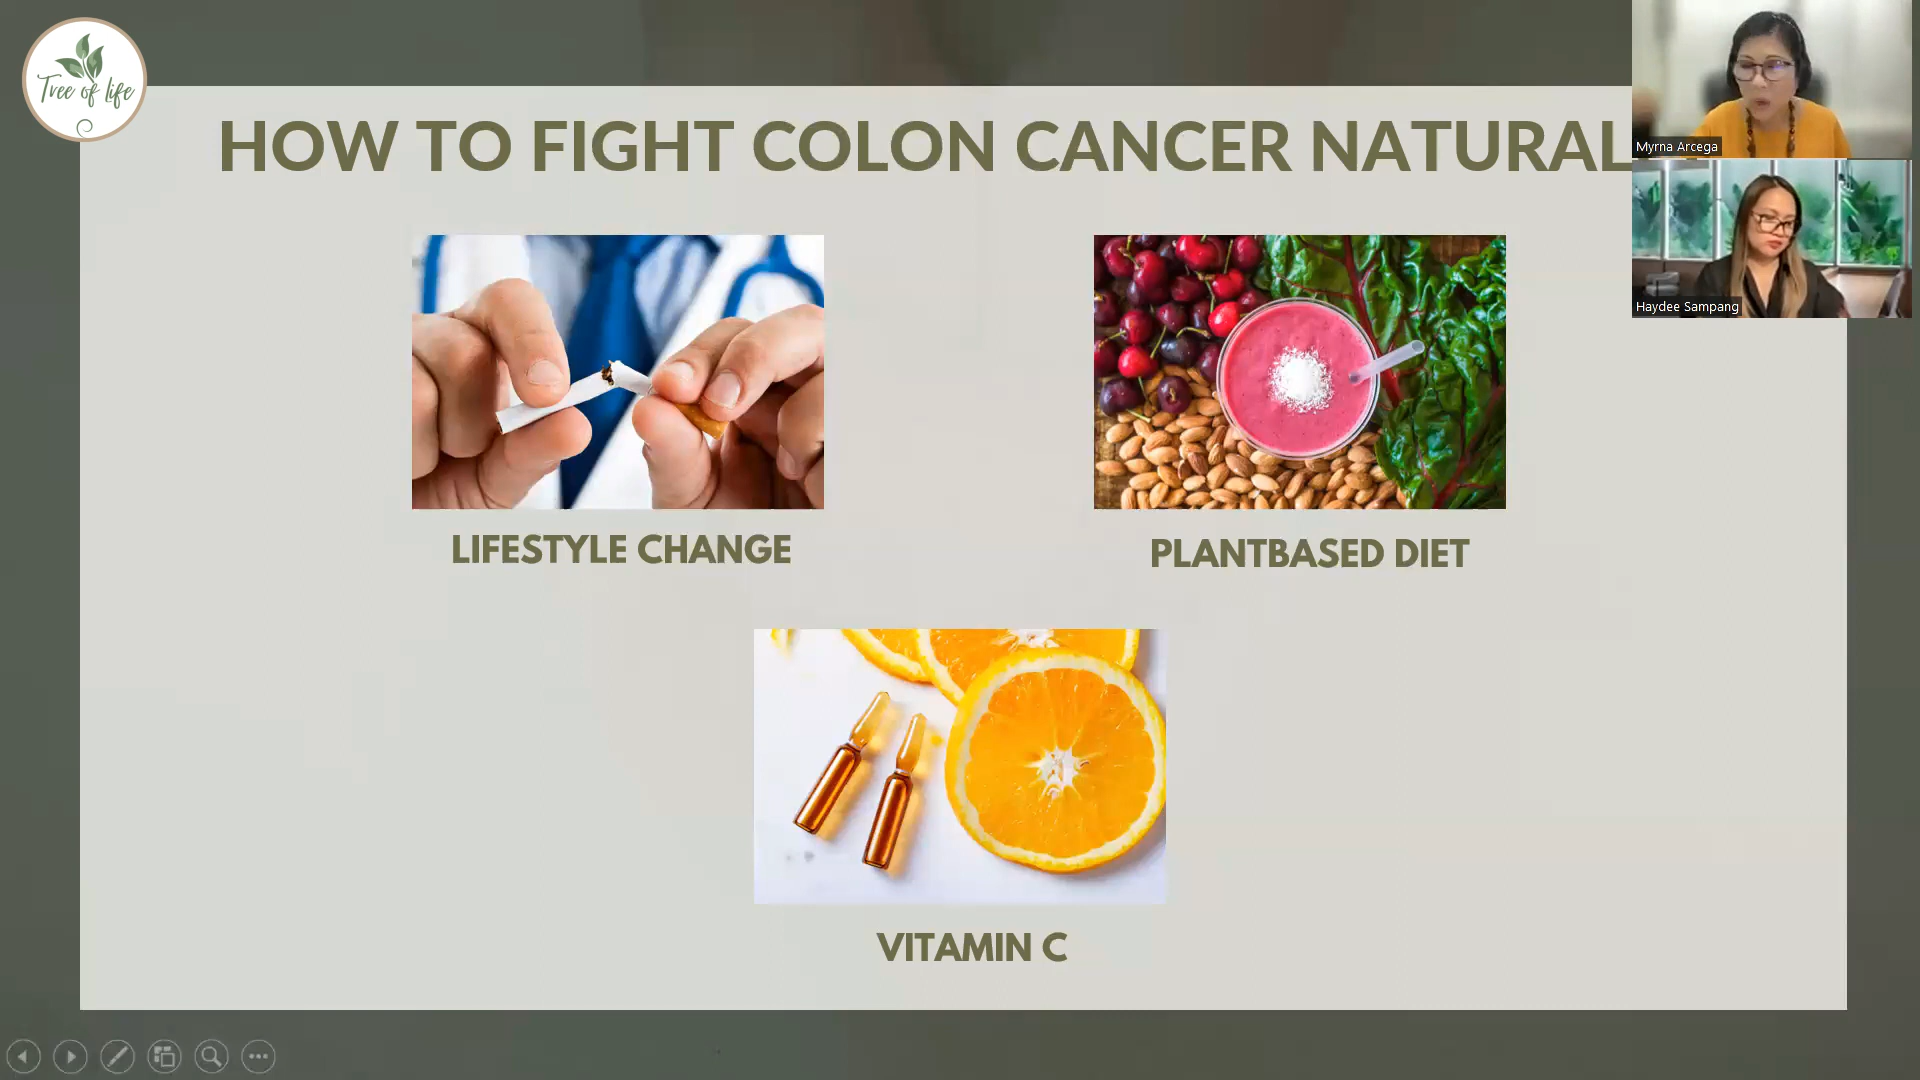 Tree of life
HOW TO FIGHT COLON CANCER NATURAL
Myrna Arcega
Haydee Sampang
LIFESTYLE CHANGE
PLANTBASED DIET
VITAMIN C